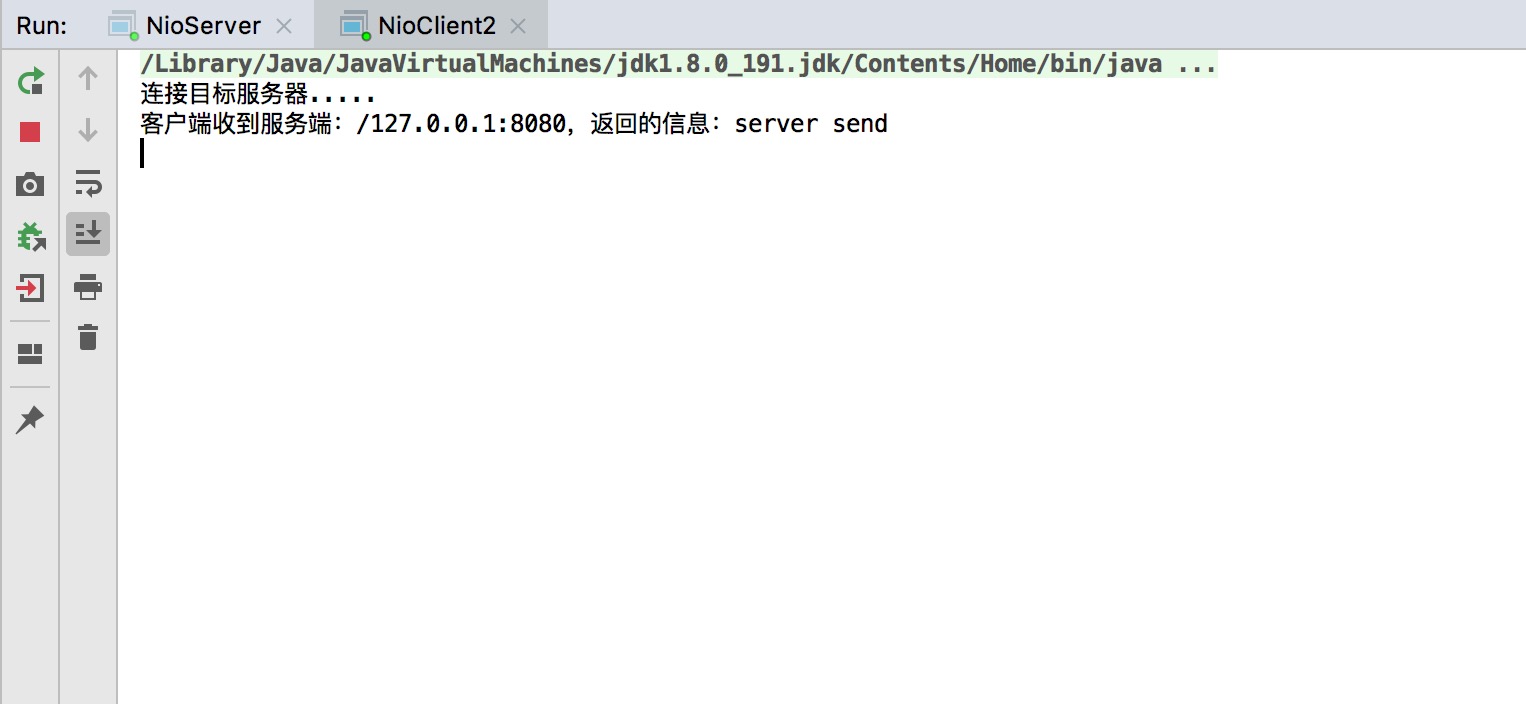 Run: NioServer NioClient2
/Library/Java/JavaVirtualMachines/jdk1.8.0_191.jdk/Contents/Home/bin/java ...
连接目标服务器.....
客户端收到服务端：/127.0.0.1:8080，返回的信息：server send